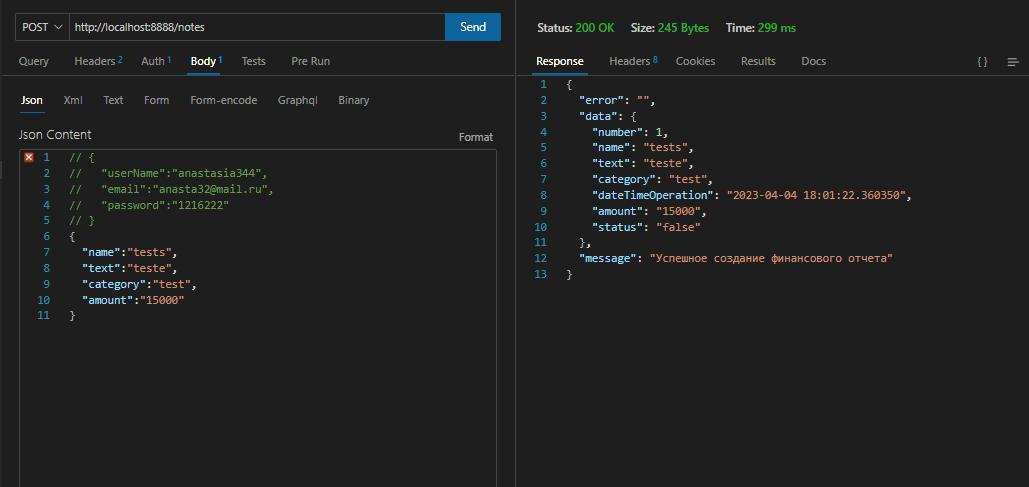 POST http://localhost:8888/notes Send
Query Headers 2 Auth 1 Body 1 Tests Pre Run
Json Xml Text Form Form-encode Graphql Binary
Json Content Format
1 // {
2 //   "userName":"anastasia344",
3 //   "email":"anasta32@mail.ru",
4 //   "password":"1216222"
5 // }
6 {
7   "name":"tests",
8   "text":"teste",
9   "category":"test",
10   "amount":"15000"
11 }
Status: 200 OK Size: 245 Bytes Time: 299 ms
Response Headers 8 Cookies Results Docs { }
1 {
2   "error": "",
3   "data": {
4     "number": 1,
5     "name": "tests",
6     "text": "teste",
7     "category": "test",
8     "dateTimeOperation": "2023-04-04 18:01:22.360350",
9     "amount": "15000",
10     "status": "false"
11   },
12   "message": "Успешное создание финансового отчета"
13 }